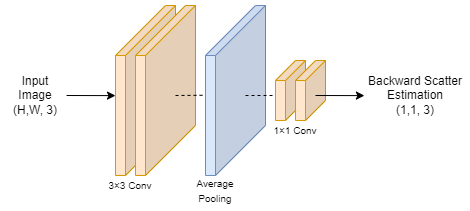 Input
Image
(H,W, 3)
3×3 Conv
Average
Pooling
1×1 Conv
Backward Scatter
Estimation
(1,1, 3)